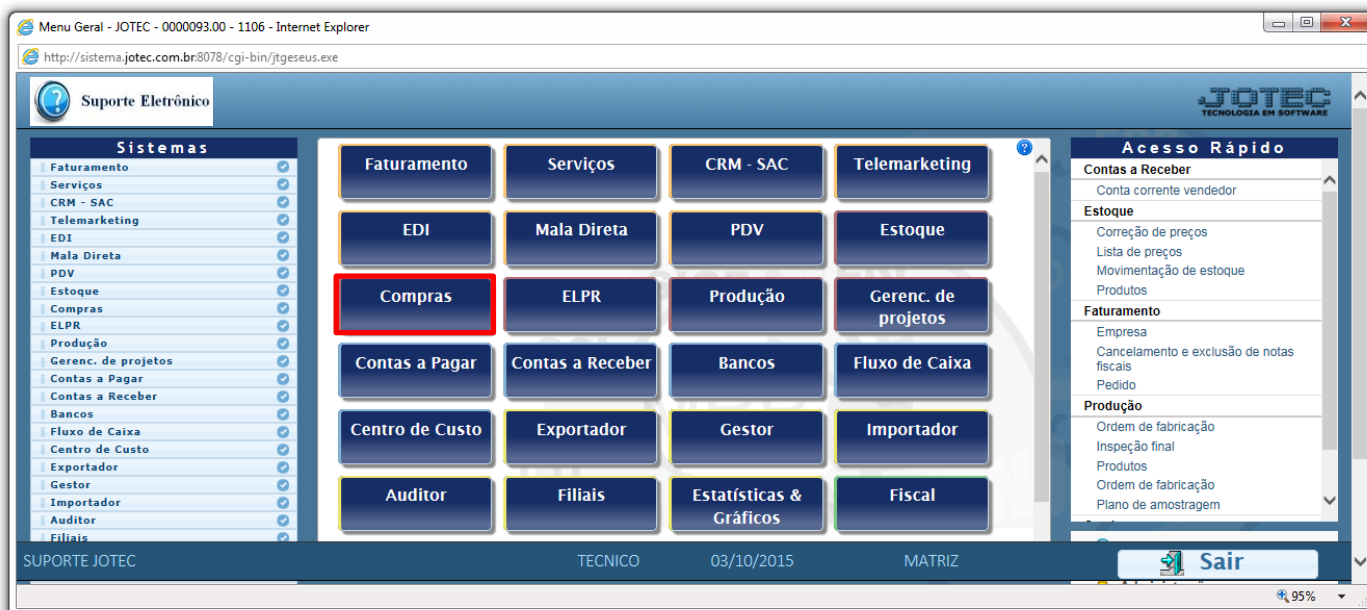 Menu Geral - JOTEC - 0000093.00 - 1106 - Internet Explorer
http://sistema.jotec.com.br:8078/cgi-bin/jtgeseus.exe
Suporte Eletrônico
JOTEC
TECNOLOGIA EM SOFTWARE
Sistemas
Faturamento
Serviços
CRM - SAC
Telemarketing
EDI
Mala Direta
PDV
Estoque
Compras
ELPR
Produção
Gerenc. de projetos
Contas a Pagar
Contas a Receber
Bancos
Fluxo de Caixa
Centro de Custo
Exportador
Gestor
Importador
Auditor
Filiais
Faturamento
Serviços
CRM - SAC
Telemarketing
EDI
Mala Direta
PDV
Estoque
Compras
ELPR
Produção
Gerenc. de
projetos
Contas a Pagar
Contas a Receber
Bancos
Fluxo de Caixa
Centro de Custo
Exportador
Gestor
Importador
Auditor
Filiais
Estatísticas &
Gráficos
Fiscal
Acesso Rápido
Contas a Receber
Conta corrente vendedor
Estoque
Correção de preços
Lista de preços
Movimentação de estoque
Produtos
Faturamento
Empresa
Cancelamento e exclusão de notas
fiscais
Pedido
Produção
Ordem de fabricação
Inspeção final
Produtos
Ordem de fabricação
Plano de amostragem
SUPORTE JOTEC
TECNICO
03/10/2015
MATRIZ
Sair
95%